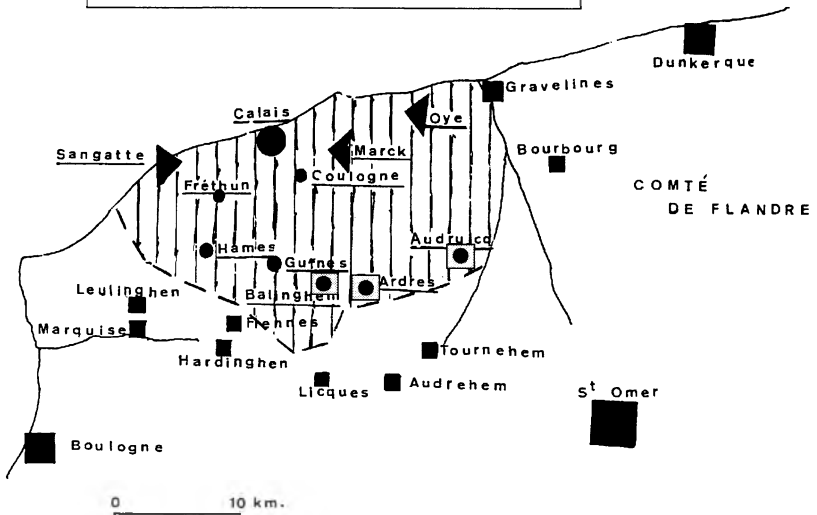 Dunkerque
Gravelines
Calais
Oye
Sangatte
Marck
Bourbourg
Coulogne
Fréthun
COMTÉ
DE FLANDRE
Audruicq
Hames
Guînes
Ardres
Balinghem
Leulinghen
Marquise
Fiennes
Hardinghen
Tournehem
Licques
Audrehem
St Omer
Boulogne
0 10 km.